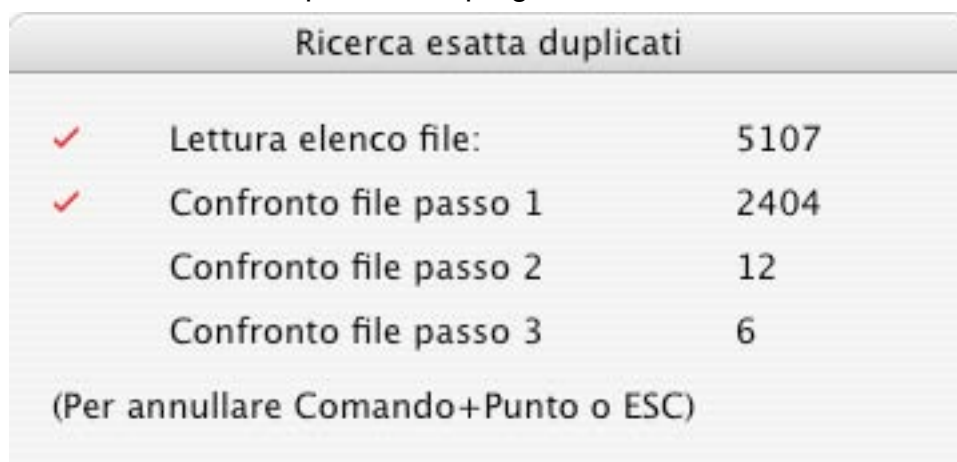 Ricerca esatta duplicati
✓ Lettura elenco file: 5107
✓ Confronto file passo 1 2404
Confronto file passo 2 12
Confronto file passo 3 6
(Per annullare Comando+Punto o ESC)